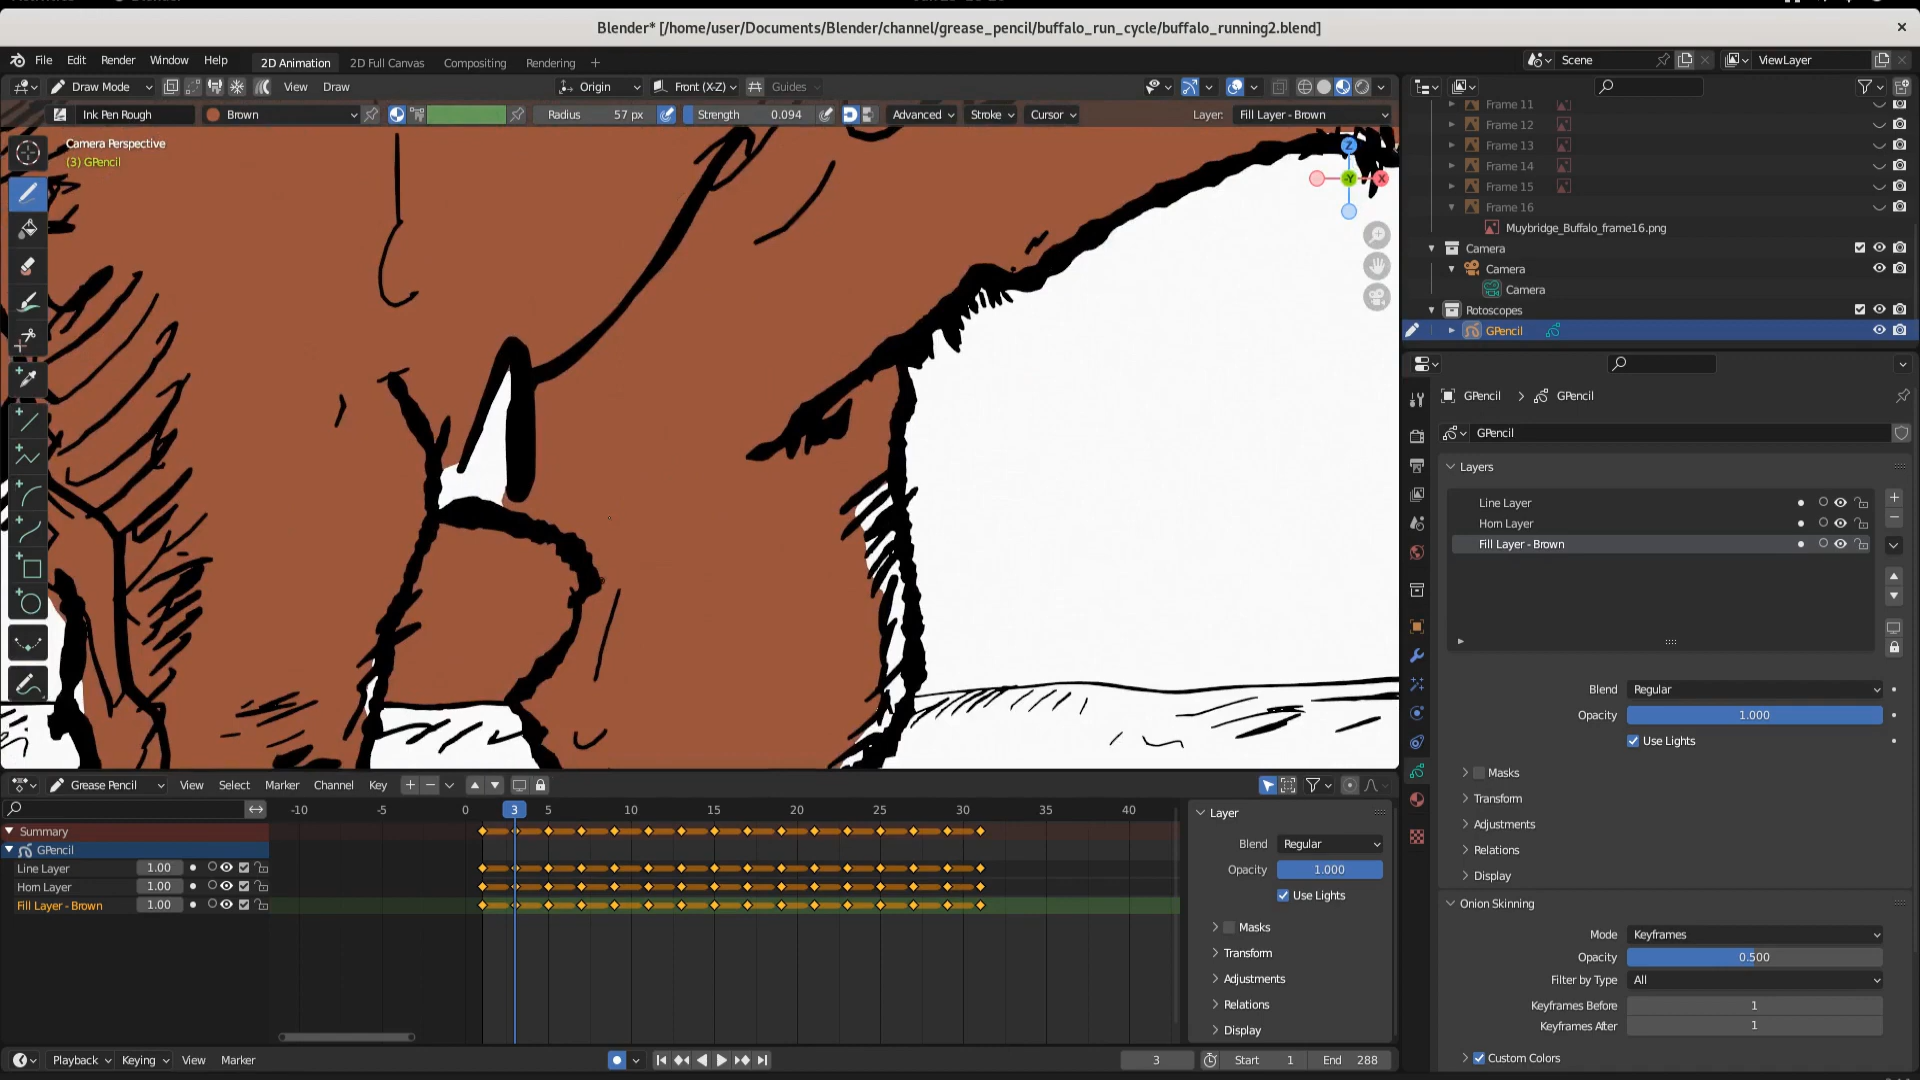 Blender* [/home/user/Documents/Blender/channel/grease_pencil/buffalo_run_cycle/buffalo_running2.blend]
File Edit Render Window Help 2D Animation 2D Full Canvas Compositing Rendering + Scene ViewLayer
Draw Mode View Draw Origin Front (X-Z) Guides
Ink Pen Rough Brown Radius 57 px Strength 0.094 Advanced Stroke Cursor Layer: Fill Layer - Brown
Camera Perspective
(3) GPencil
Z
-Y
X
Frame 11
Frame 12
Frame 13
Frame 14
Frame 15
Frame 16
Muybridge_Buffalo_frame16.png
Camera
Camera
Camera
Rotoscopes
GPencil
GPencil > GPencil
GPencil
Layers
Line Layer
Horn Layer
Fill Layer - Brown
Blend Regular
Opacity 1.000
Use Lights
Masks
Transform
Adjustments
Relations
Display
Onion Skinning
Mode Keyframes
Opacity 0.500
Filter by Type All
Keyframes Before 1
Keyframes After 1
Custom Colors
Grease Pencil View Select Marker Channel Key
-10 -5 0 3 5 10 15 20 25 30 35 40
Summary
GPencil
Line Layer 1.00
Horn Layer 1.00
Fill Layer - Brown 1.00
Layer
Blend Regular
Opacity 1.000
Use Lights
Masks
Transform
Adjustments
Relations
Display
Playback Keying View Marker 3 Start 1 End 288